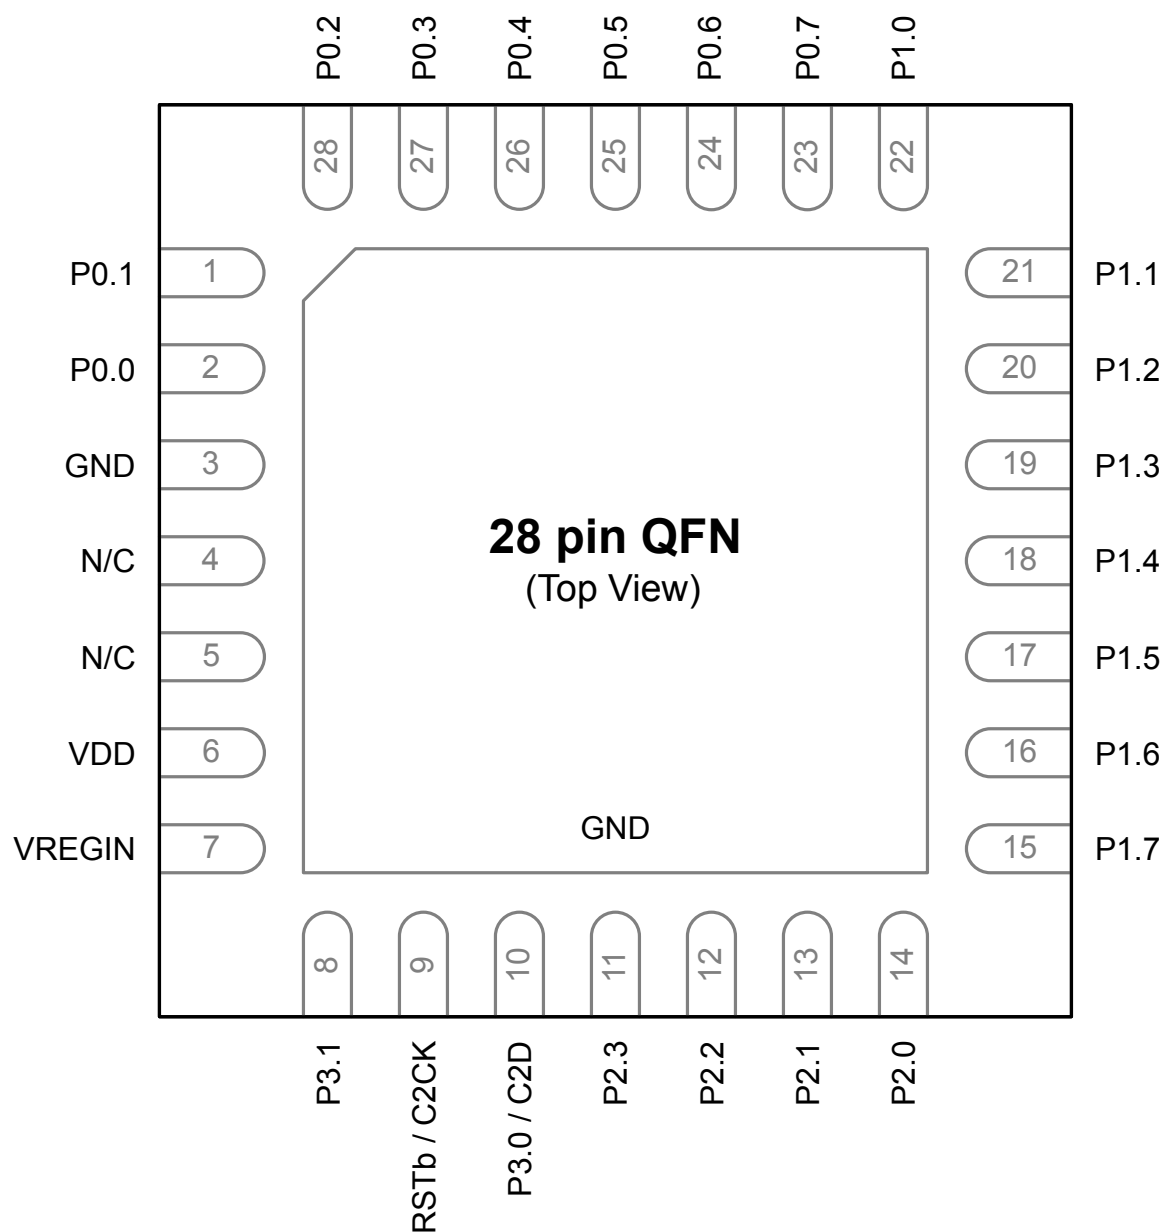 P0.2
P0.3
P0.4
P0.5
P0.6
P0.7
P1.0
28
27
26
25
24
23
22
P0.1 1
P0.0 2
GND 3
N/C 4
N/C 5
VDD 6
VREGIN 7
21 P1.1
20 P1.2
19 P1.3
18 P1.4
17 P1.5
16 P1.6
15 P1.7
28 pin QFN
(Top View)
GND
8
9
10
11
12
13
14
P3.1
RSTb / C2CK
P3.0 / C2D
P2.3
P2.2
P2.1
P2.0